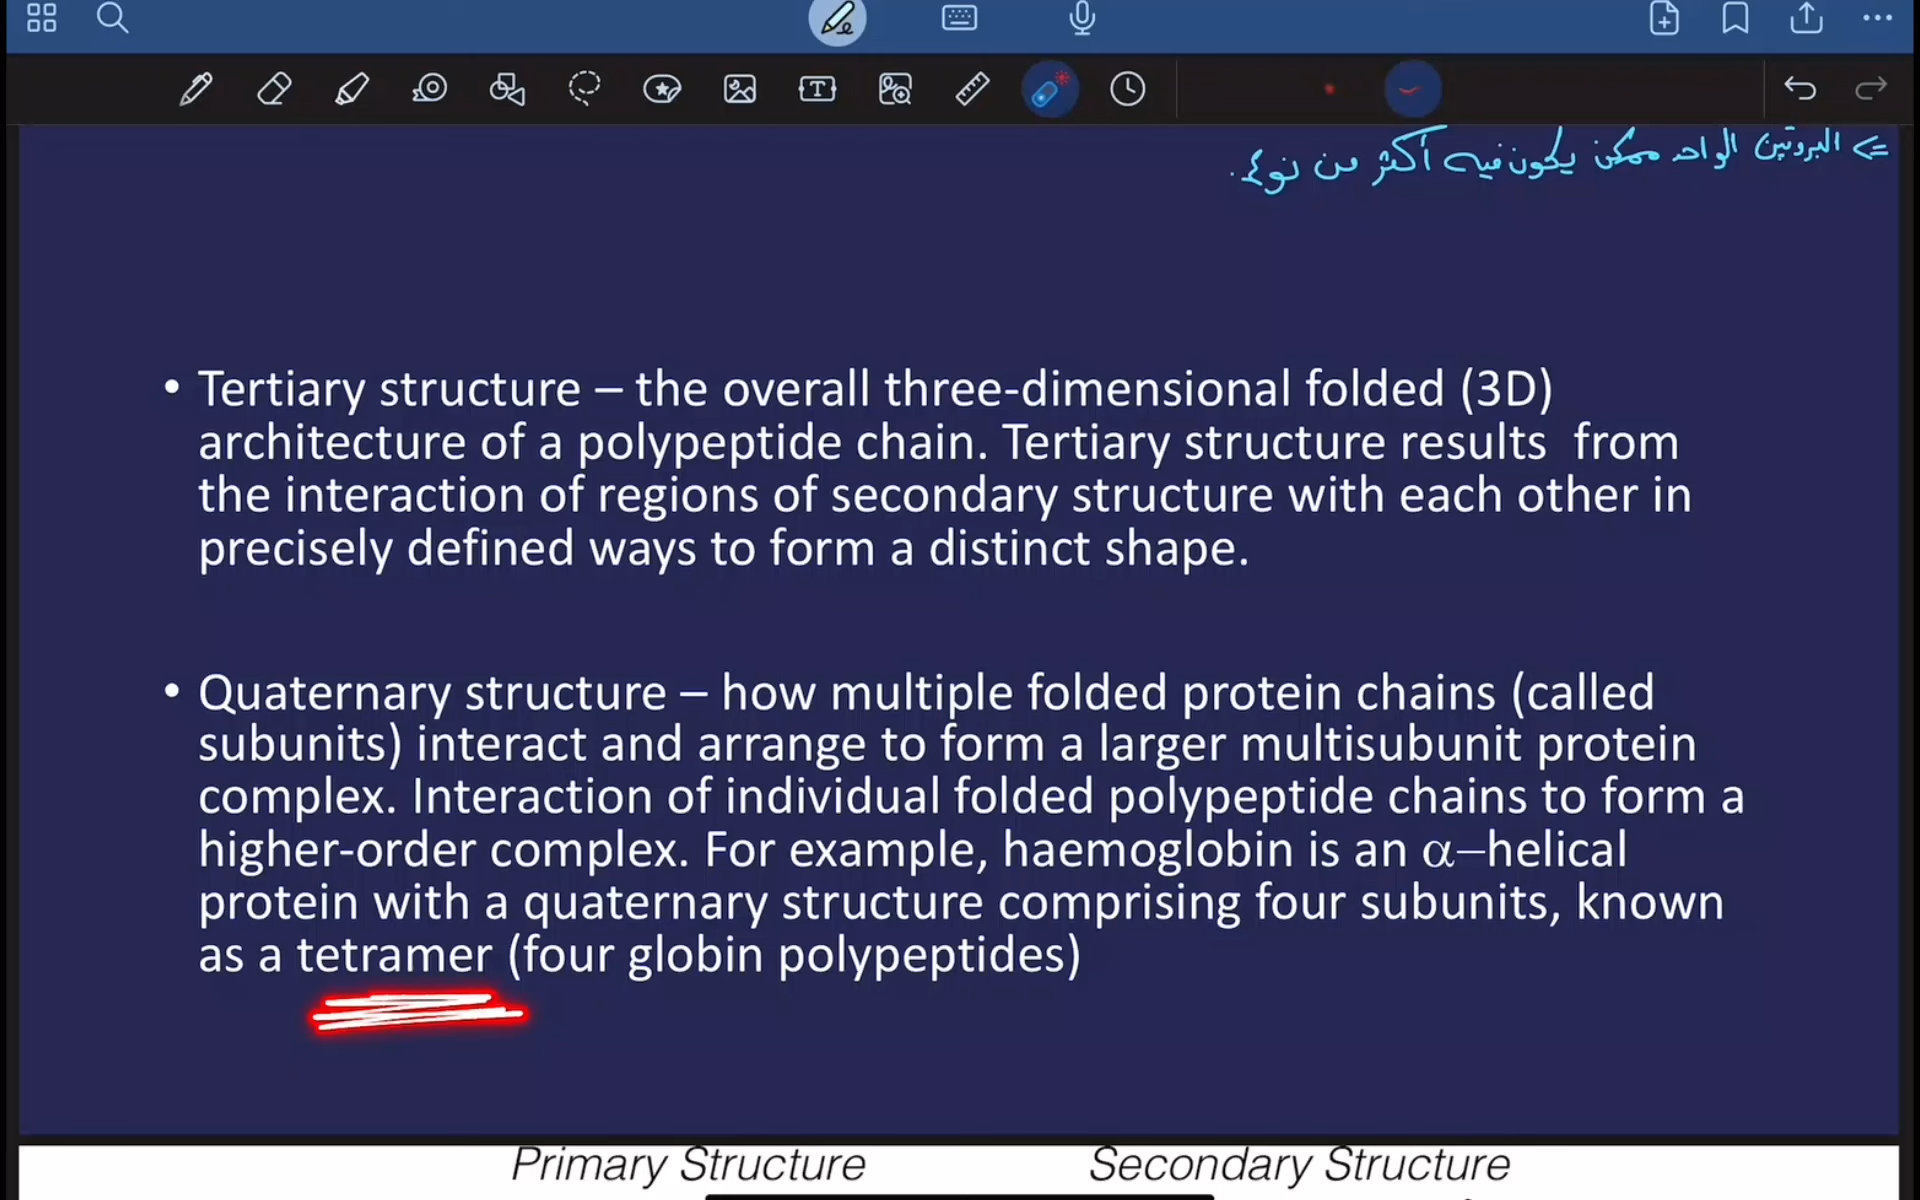 => البروتين الواحد ممكن يكون فيه أكثر من نوع.
• Tertiary structure – the overall three-dimensional folded (3D)
architecture of a polypeptide chain. Tertiary structure results  from
the interaction of regions of secondary structure with each other in
precisely defined ways to form a distinct shape.
• Quaternary structure – how multiple folded protein chains (called
subunits) interact and arrange to form a larger multisubunit protein
complex. Interaction of individual folded polypeptide chains to form a
higher-order complex. For example, haemoglobin is an α–helical
protein with a quaternary structure comprising four subunits, known
as a tetramer (four globin polypeptides)
Primary Structure Secondary Structure